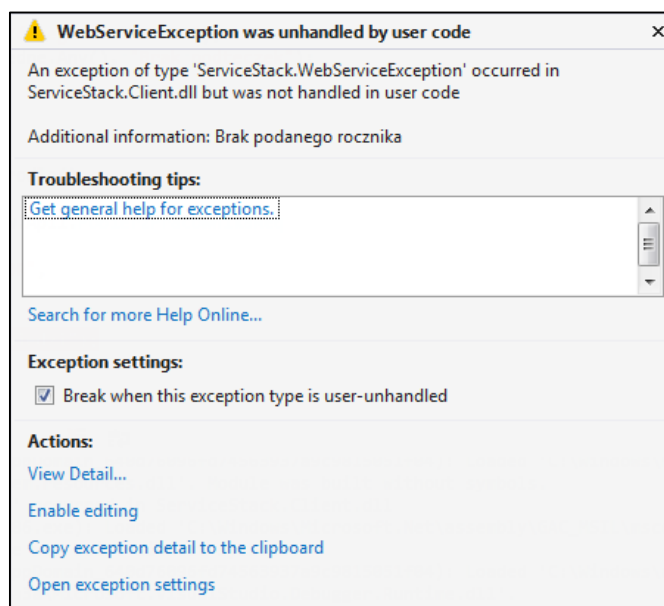 WebServiceException was unhandled by user code
An exception of type 'ServiceStack.WebServiceException' occurred in
ServiceStack.Client.dll but was not handled in user code
Additional information: Brak podanego rocznika
Troubleshooting tips:
Get general help for exceptions.
Search for more Help Online...
Exception settings:
Break when this exception type is user-unhandled
Actions:
View Detail...
Enable editing
Copy exception detail to the clipboard
Open exception settings